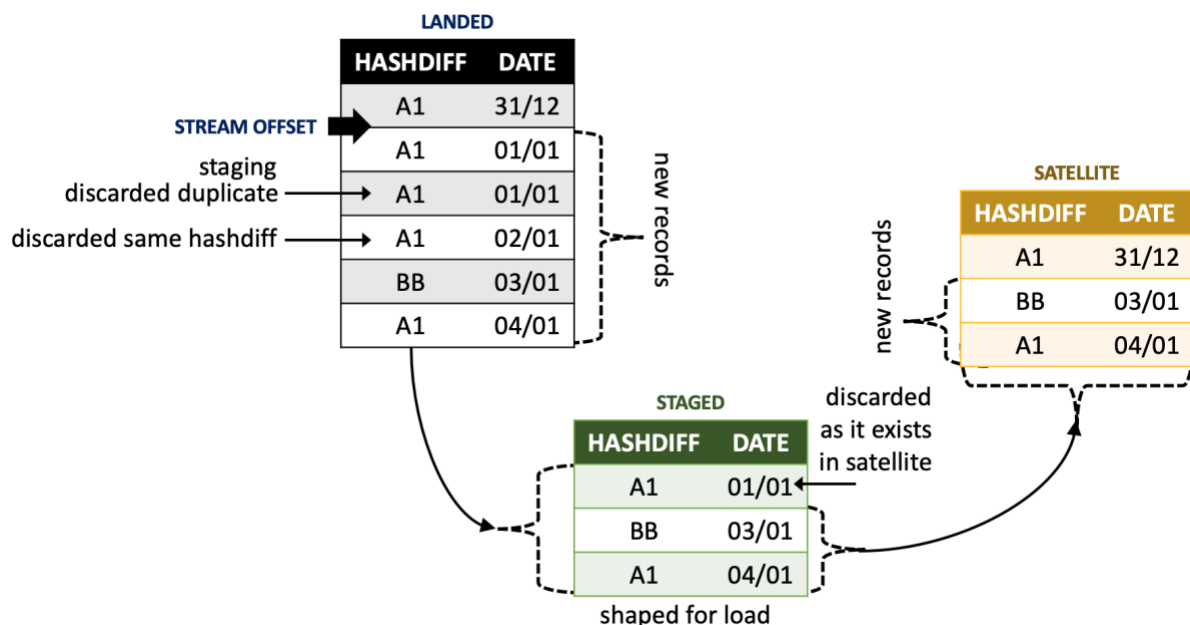 LANDED
HASHDIFF DATE
A1 31/12
STREAM OFFSET
A1 01/01
staging
discarded duplicate
A1 01/01
discarded same hashdiff
A1 02/01
BB 03/01
A1 04/01
new records
STAGED
HASHDIFF DATE
A1 01/01
BB 03/01
A1 04/01
shaped for load
discarded
as it exists
in satellite
new records
SATELLITE
HASHDIFF DATE
A1 31/12
BB 03/01
A1 04/01